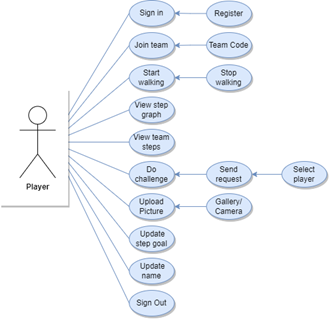 Sign in
Register
Join team
Team Code
Start
walking
Stop
walking
View step
graph
View team
steps
Do
challenge
Send
request
Select
player
Upload
Picture
Gallery/
Camera
Update
step goal
Update
name
Sign Out
Player